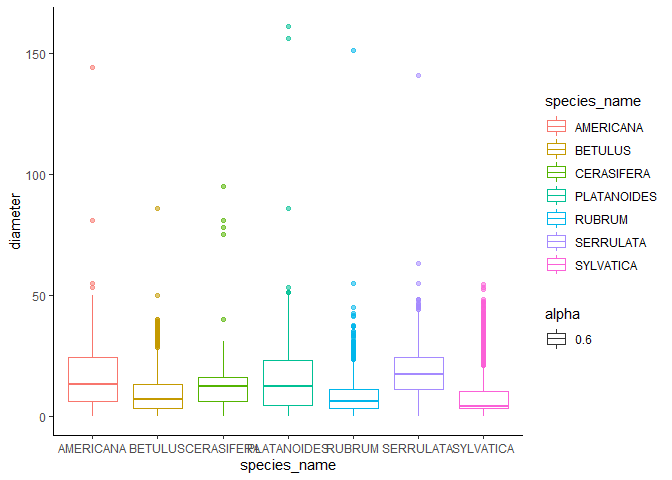 150
100
50
0
diameter
AMERICANA BETULUS CERASIFERA PLATANOIDES RUBRUM SERRULATA SYLVATICA
species_name
species_name
AMERICANA
BETULUS
CERASIFERA
PLATANOIDES
RUBRUM
SERRULATA
SYLVATICA
alpha
0.6